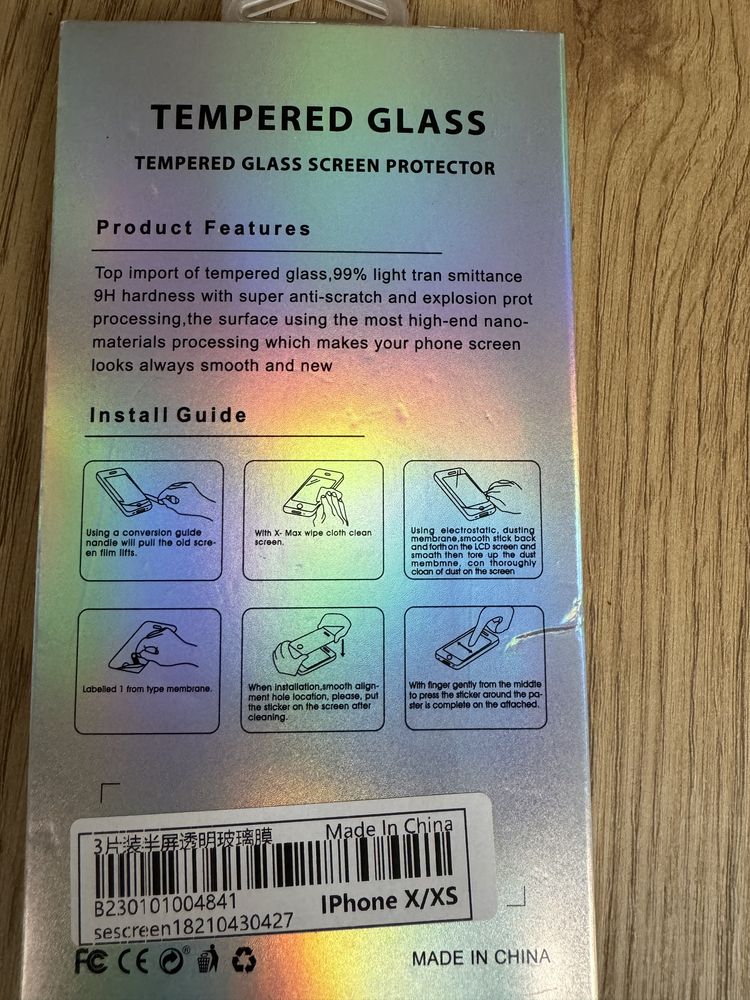 TEMPERED GLASS
TEMPERED GLASS SCREEN PROTECTOR
Product Features
Top import of tempered glass,99% light tran smittance
9H hardness with super anti-scratch and explosion prot
processing,the surface using the most high-end nano-
materials processing which makes your phone screen
looks always smooth and new
Install Guide
Using a conversion guide
nandle will pull the old scre-
en film lifts.
With X- Max wipe cloth clean
screen.
Using electrostatic, dusting
membrane,smooth stick back
and forth on the LCD screen and
smoath then tore up the dust
membmne, con thoroughly
cloan of dust on the screen
Labelled 1 from type membrane.
When installation,smooth align-
ment hole location, please, put
the sticker on the screen after
cleaning.
With finger gently from the middle
to press the sticker around the pa-
ster is complete on the attached.
3片装半屏透明玻璃膜
Made In China
B230101004841
IPhone X/XS
sescreen18210430427
FC CE ®
MADE IN CHINA